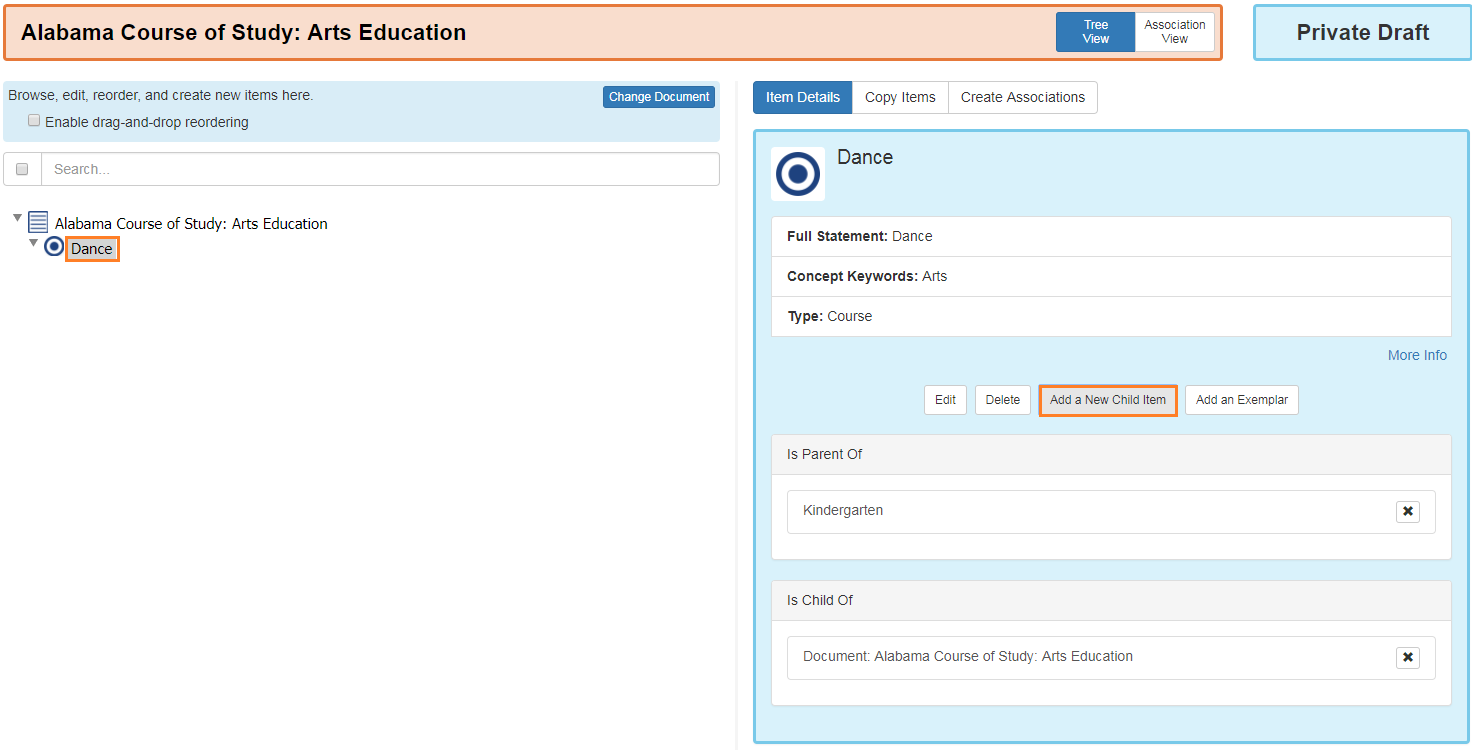 Alabama Course of Study: Arts Education
Tree
View
Association
View
Private Draft
Browse, edit, reorder, and create new items here.
Change Document
Enable drag-and-drop reordering
Search...
Alabama Course of Study: Arts Education
Dance
Item Details
Copy Items
Create Associations
Dance
Full Statement: Dance
Concept Keywords: Arts
Type: Course
More Info
Edit
Delete
Add a New Child Item
Add an Exemplar
Is Parent Of
Kindergarten
Is Child Of
Document: Alabama Course of Study: Arts Education